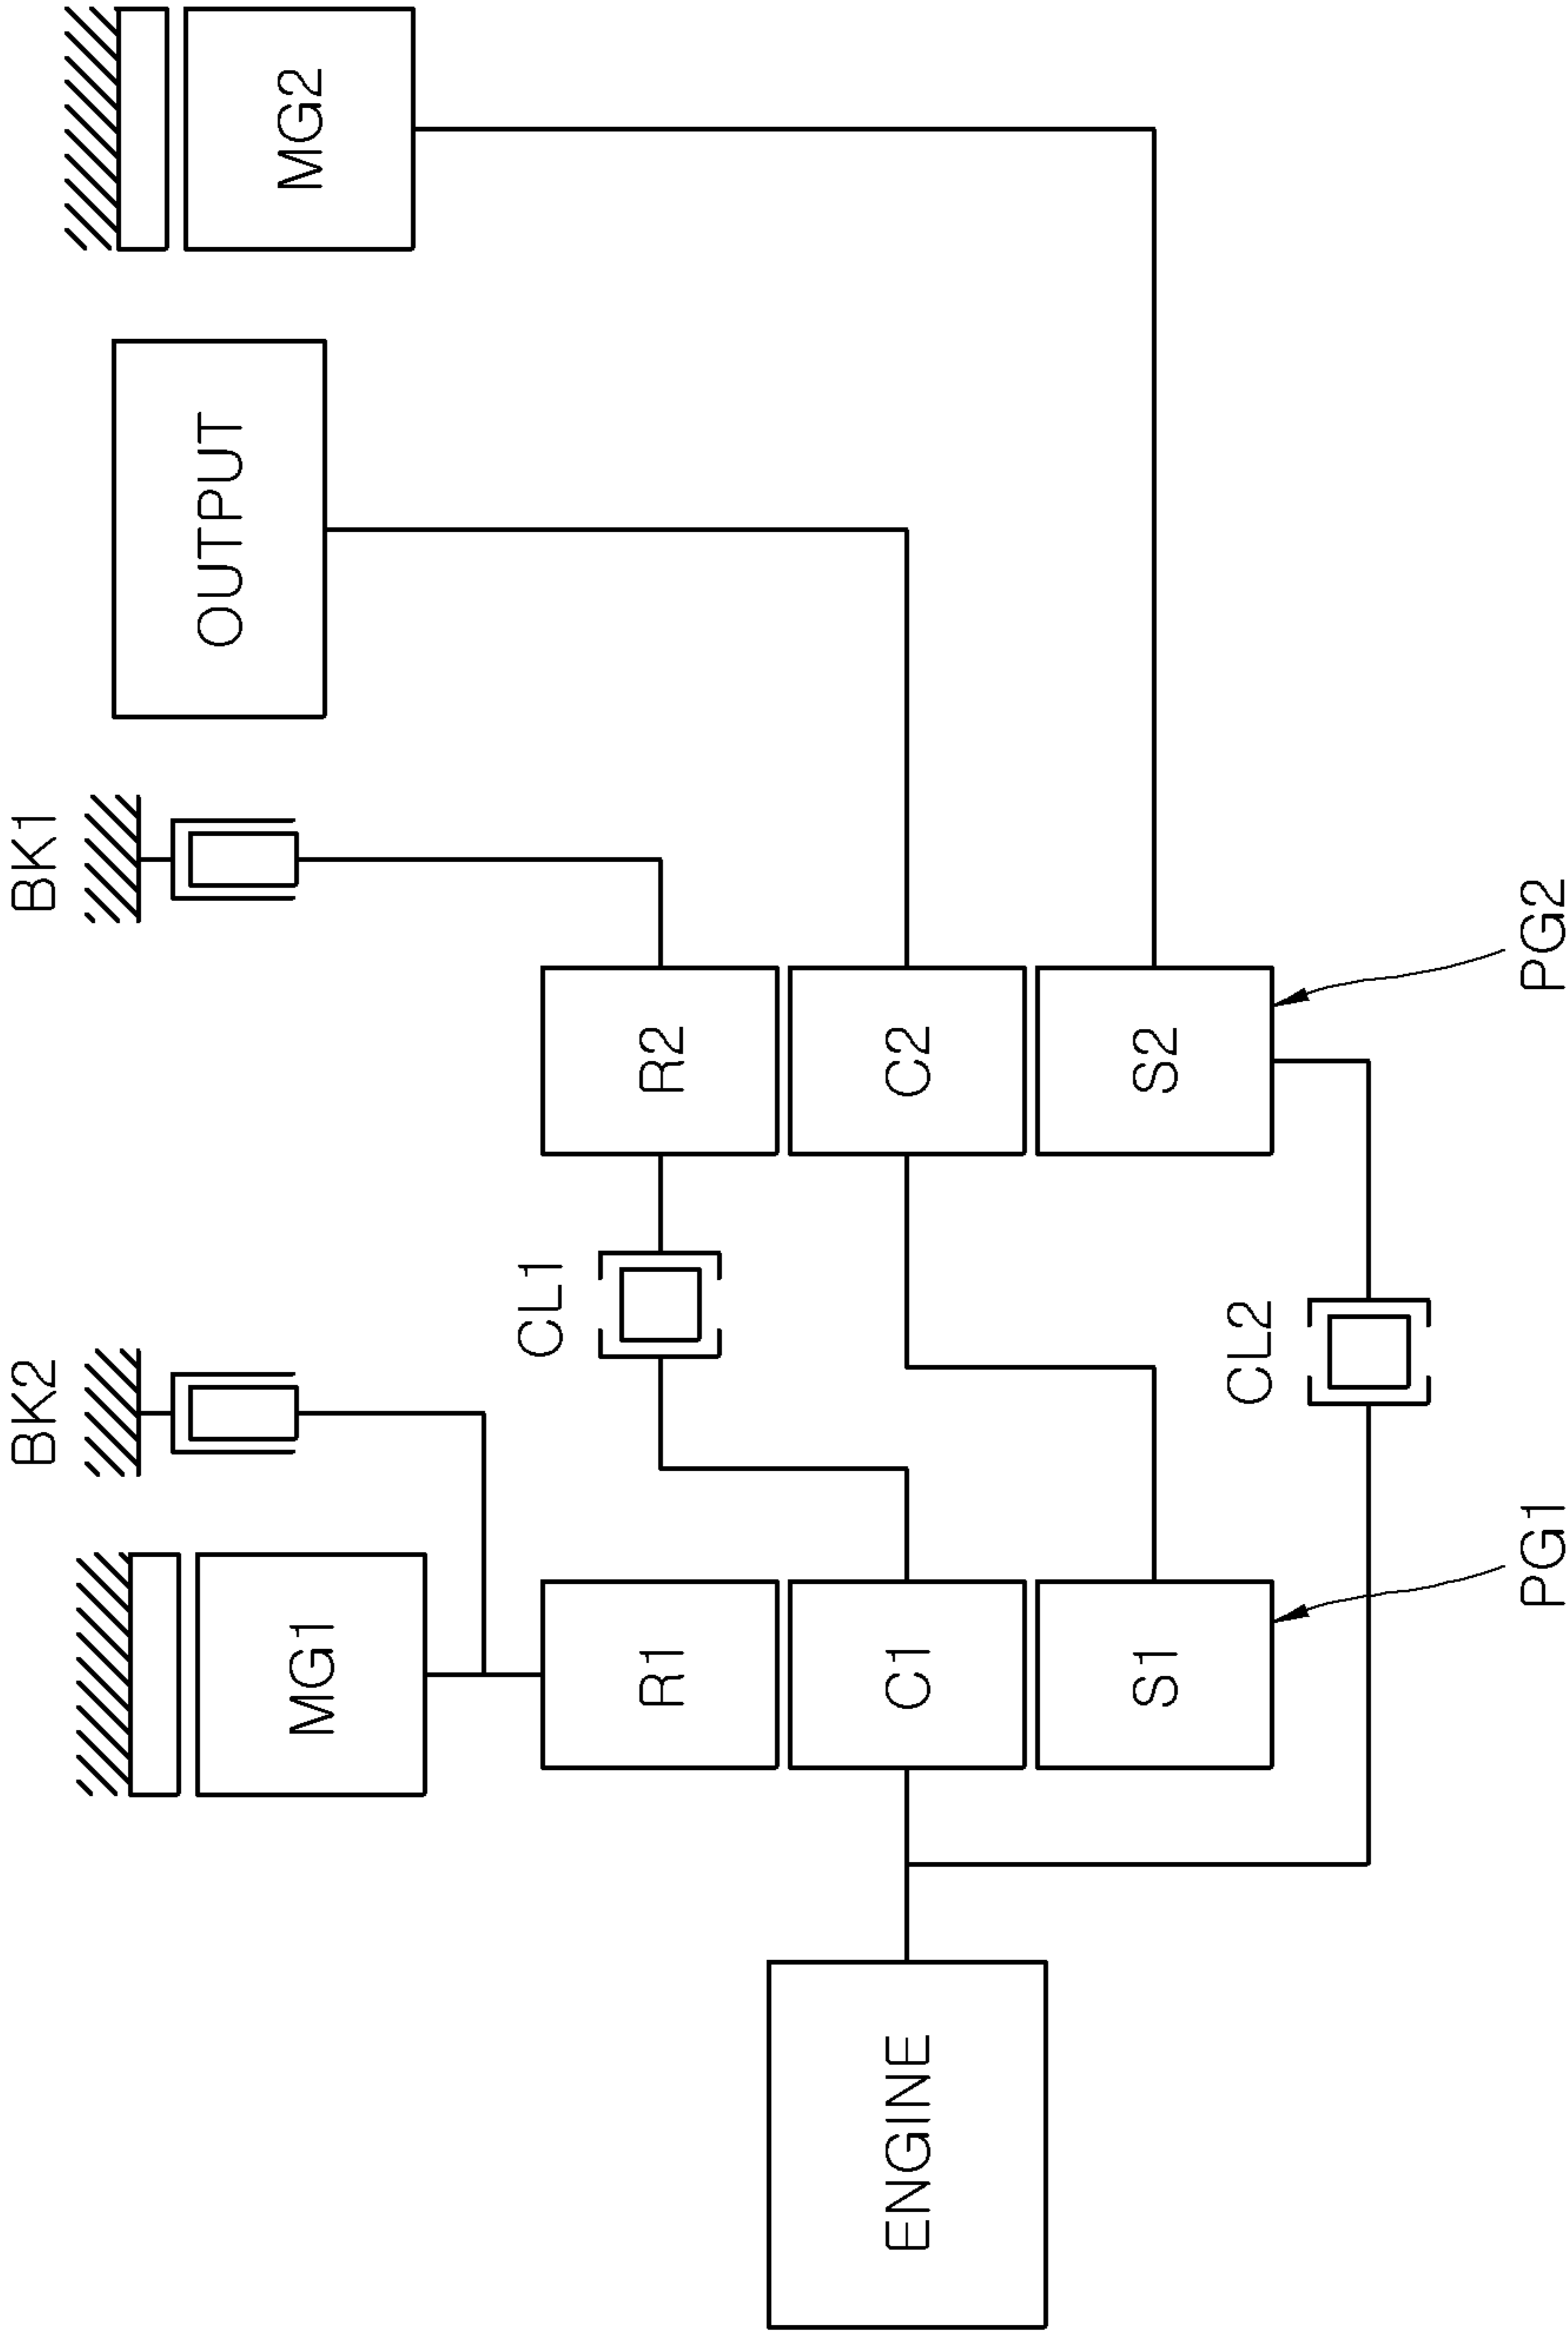 BK2
BK1
MG1
OUTPUT
MG2
CL1
R1
R2
ENGINE
C1
C2
S1
S2
CL2
PG1
PG2